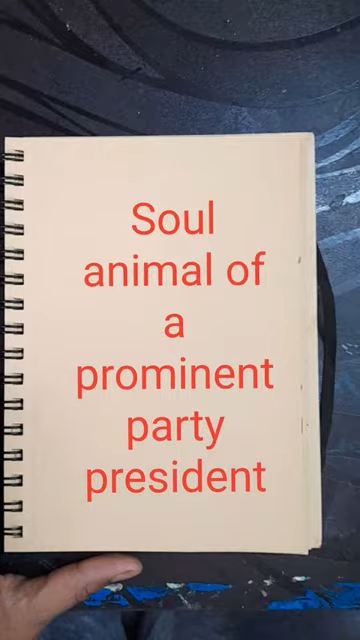 Soul
animal of
a
prominent
party
president